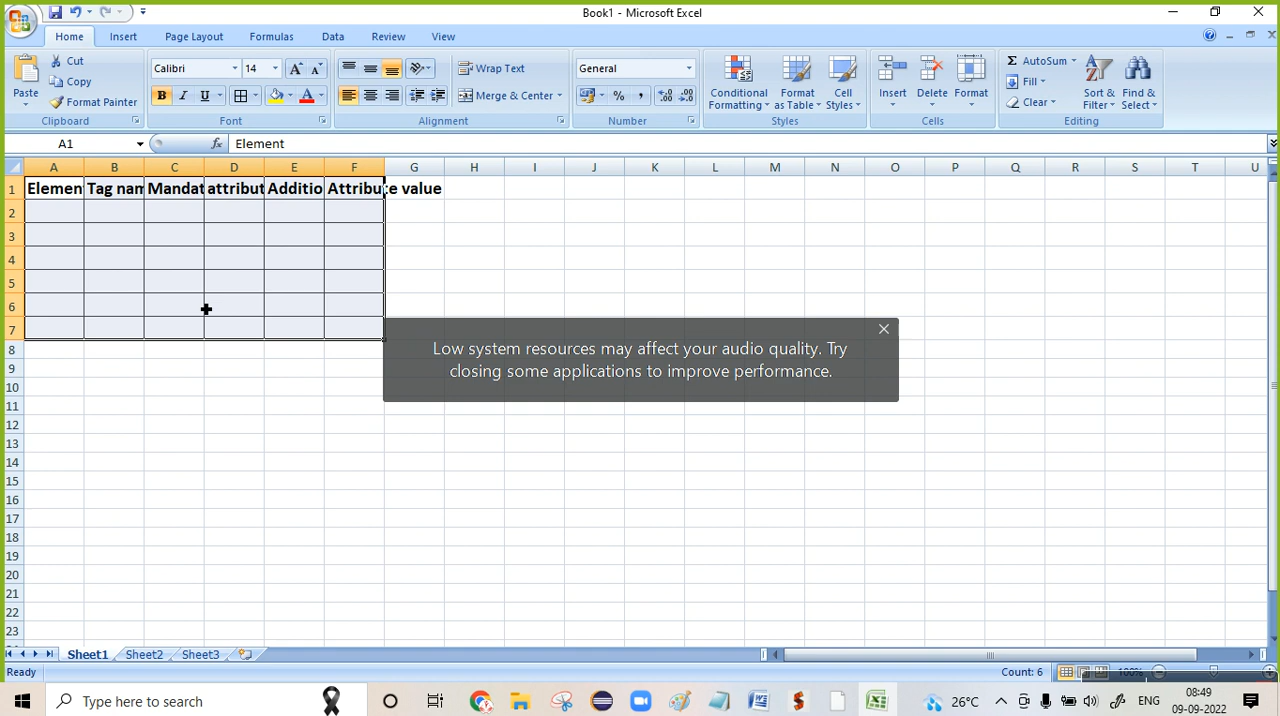 Book1 - Microsoft Excel
Home Insert Page Layout Formulas Data Review View
Paste
Cut
Copy
Format Painter
Clipboard
Calibri 14
B I U
Font
Wrap Text
Merge & Center
Alignment
General
% ,
Number
Conditional Formatting
Format as Table
Cell Styles
Styles
Insert Delete Format
Cells
Σ AutoSum
Fill
Clear
Sort & Filter
Find & Select
Editing
A1 fx Element
A B C D E F G H I J K L M N O P Q R S T U
1 Elemen Tag nam Mandat attribut Additio Attribute value
2
3
4
5
6
7
8
9
10
11
12
13
14
15
16
17
18
19
20
21
22
23
Low system resources may affect your audio quality. Try
closing some applications to improve performance.
Sheet1 Sheet2 Sheet3
Ready Count: 6 100%
Type here to search 26°C ENG 08:49
09-09-2022